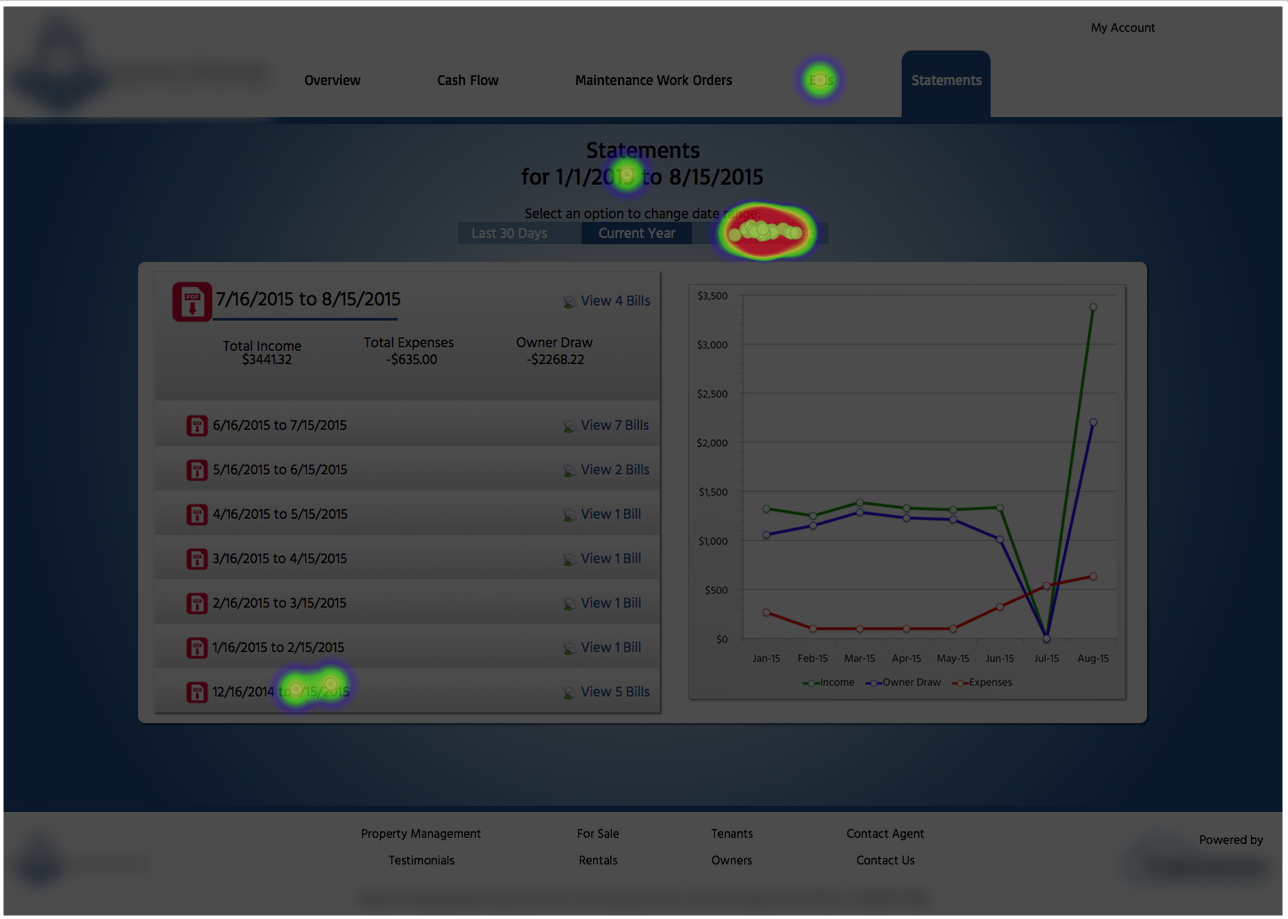 My Account
Overview Cash Flow Maintenance Work Orders Bills Statements
Statements
for 1/1/2015 to 8/15/2015
Select an option to change date range:
Last 30 Days Current Year
7/16/2015 to 8/15/2015 View 4 Bills
Total Income Total Expenses Owner Draw
$3441.32 -$635.00 -$2268.22
6/16/2015 to 7/15/2015 View 7 Bills
5/16/2015 to 6/15/2015 View 2 Bills
4/16/2015 to 5/15/2015 View 1 Bill
3/16/2015 to 4/15/2015 View 1 Bill
2/16/2015 to 3/15/2015 View 1 Bill
1/16/2015 to 2/15/2015 View 1 Bill
12/16/2014 to 1/15/2015 View 5 Bills
$3,500
$3,000
$2,500
$2,000
$1,500
$1,000
$500
$0
Jan-15 Feb-15 Mar-15 Apr-15 May-15 Jun-15 Jul-15 Aug-15
Income Owner Draw Expenses
Property Management For Sale Tenants Contact Agent
Testimonials Rentals Owners Contact Us
Powered by